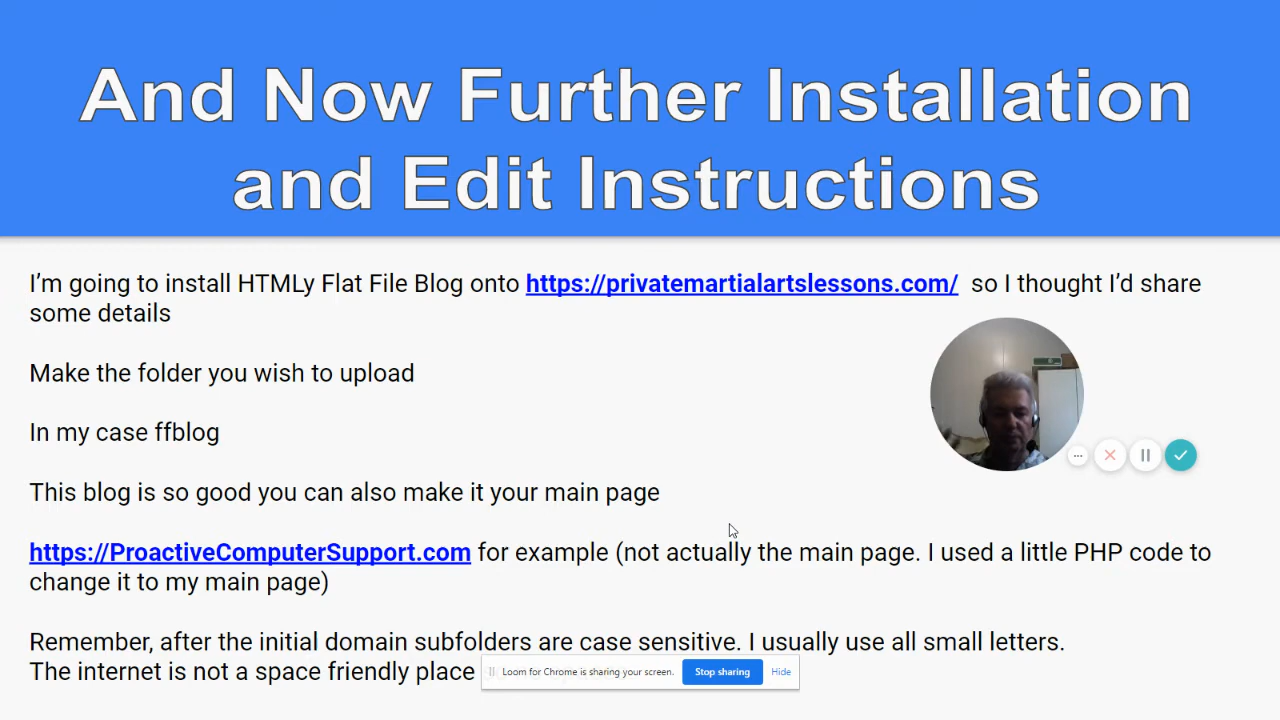 And Now Further Installation
and Edit Instructions
I’m going to install HTMLy Flat File Blog onto https://privatemartialartslessons.com/ so I thought I’d share
some details
Make the folder you wish to upload
In my case ffblog
This blog is so good you can also make it your main page
https://ProactiveComputerSupport.com for example (not actually the main page. I used a little PHP code to
change it to my main page)
Remember, after the initial domain subfolders are case sensitive. I usually use all small letters.
The internet is not a space friendly place
Loom for Chrome is sharing your screen. Stop sharing Hide